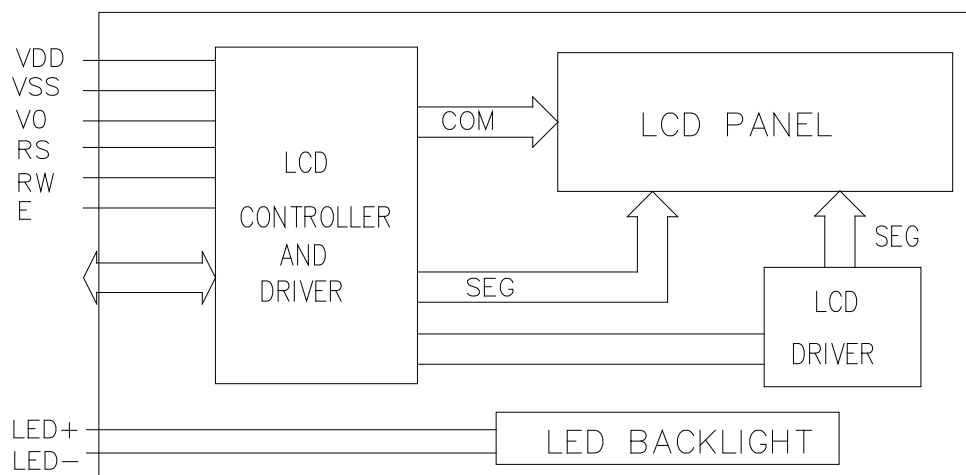 VDD
VSS
VO
RS
RW
E
LCD
CONTROLLER
AND
DRIVER
COM
LCD PANEL
SEG
SEG
LCD
DRIVER
LED+
LED-
LED BACKLIGHT